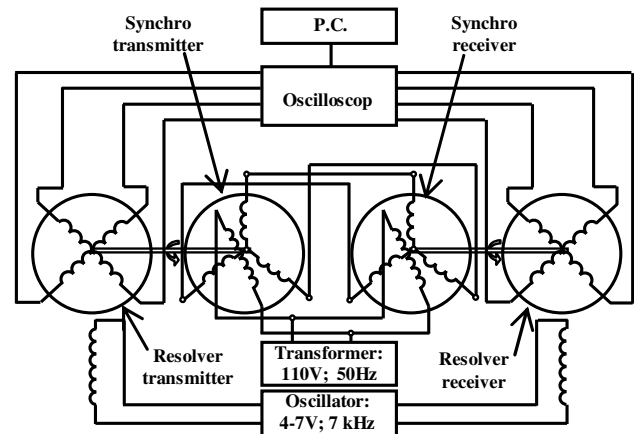 Synchro
transmitter
P.C.
Synchro
receiver
Oscilloscop
Transformer:
110V; 50Hz
Resolver
transmitter
Resolver
receiver
Oscillator:
4-7V; 7 kHz